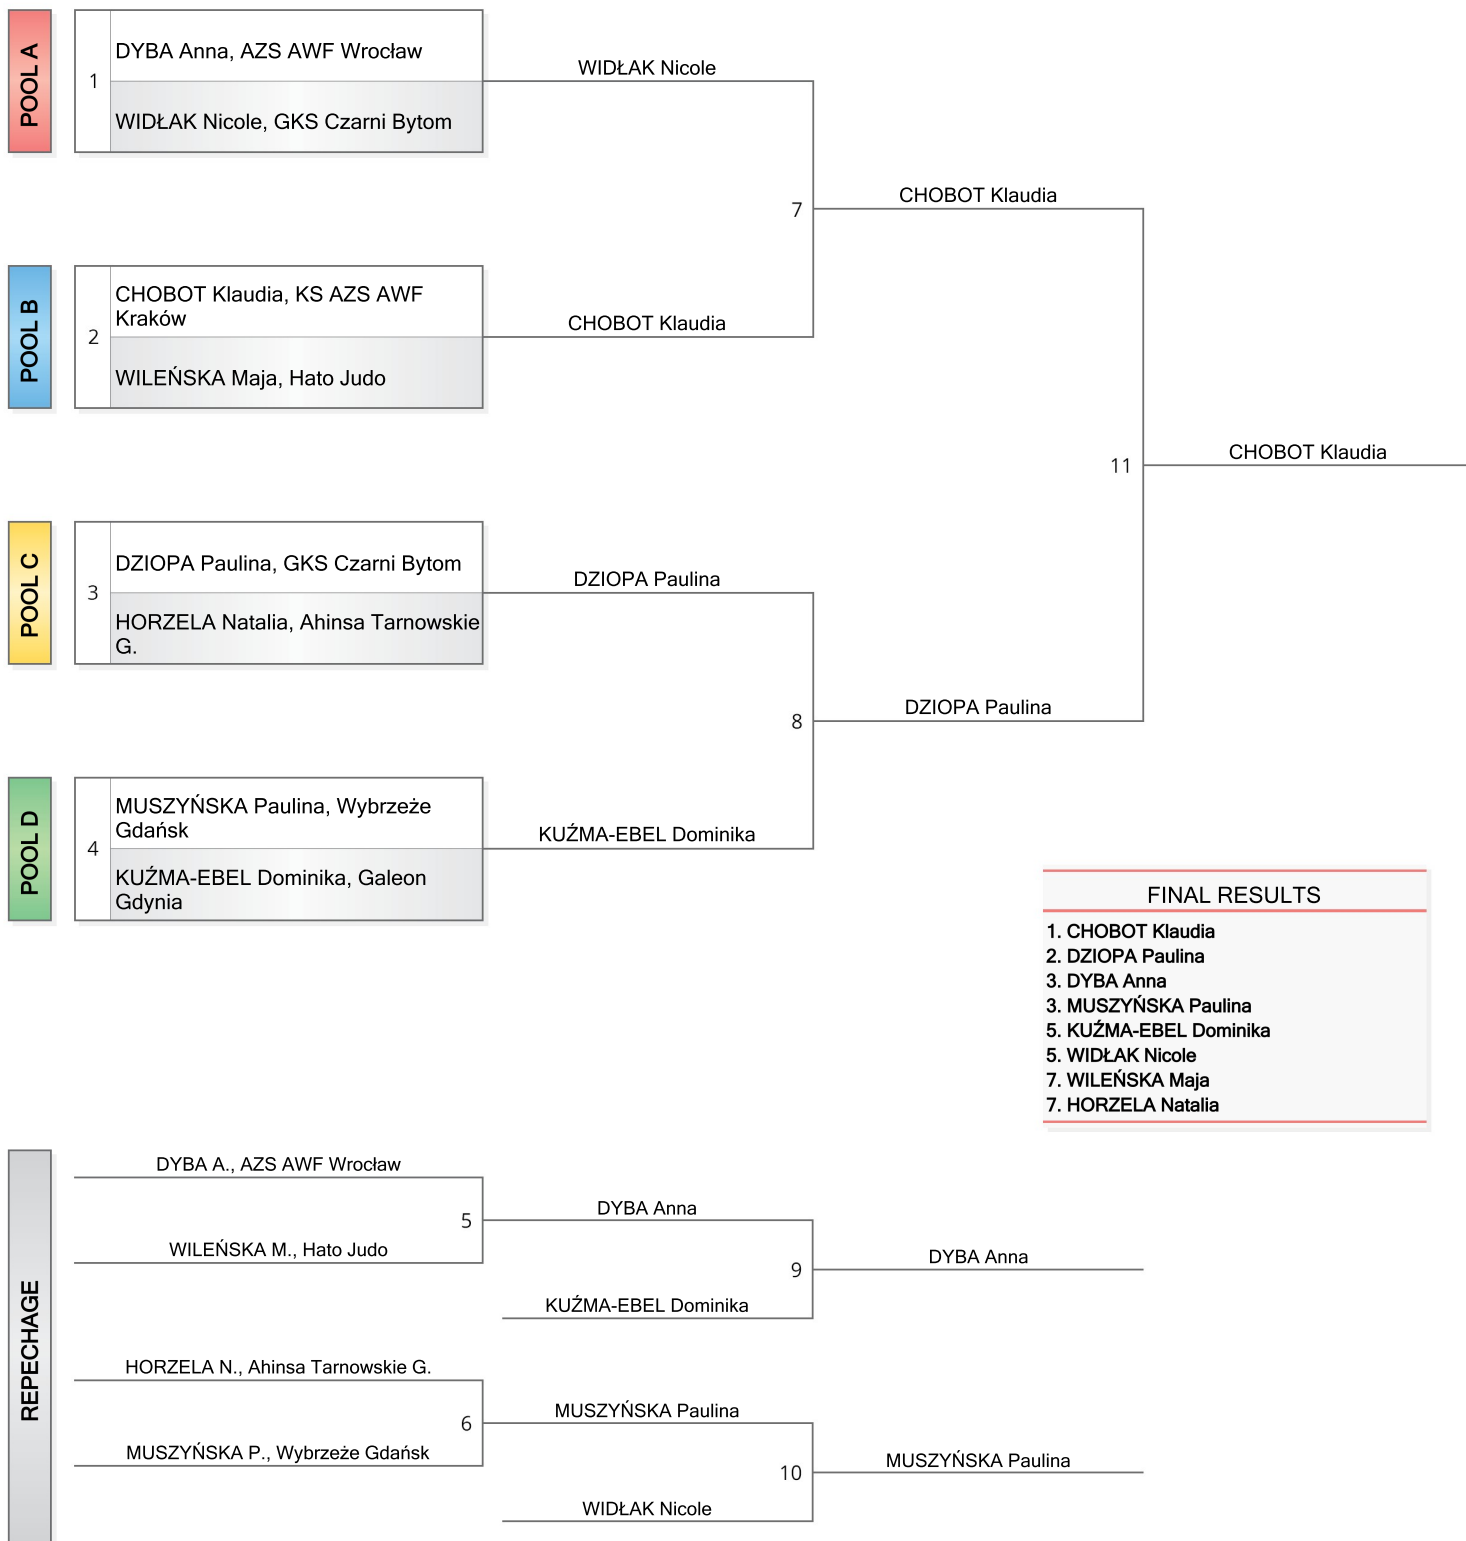 POOL A
1
DYBA Anna, AZS AWF Wrocław
WIDŁAK Nicole, GKS Czarni Bytom
WIDŁAK Nicole
7
CHOBOT Klaudia
POOL B
2
CHOBOT Klaudia, KS AZS AWF
Kraków
WILEŃSKA Maja, Hato Judo
CHOBOT Klaudia
11
CHOBOT Klaudia
POOL C
3
DZIOPA Paulina, GKS Czarni Bytom
HORZELA Natalia, Ahinsa Tarnowskie
G.
DZIOPA Paulina
8
DZIOPA Paulina
POOL D
4
MUSZYŃSKA Paulina, Wybrzeże
Gdańsk
KUŹMA-EBEL Dominika, Galeon
Gdynia
KUŹMA-EBEL Dominika
FINAL RESULTS
1. CHOBOT Klaudia
2. DZIOPA Paulina
3. DYBA Anna
3. MUSZYŃSKA Paulina
5. KUŹMA-EBEL Dominika
5. WIDŁAK Nicole
7. WILEŃSKA Maja
7. HORZELA Natalia
REPECHAGE
DYBA A., AZS AWF Wrocław
5
WILEŃSKA M., Hato Judo
DYBA Anna
9
KUŹMA-EBEL Dominika
DYBA Anna
HORZELA N., Ahinsa Tarnowskie G.
6
MUSZYŃSKA P., Wybrzeże Gdańsk
MUSZYŃSKA Paulina
10
WIDŁAK Nicole
MUSZYŃSKA Paulina